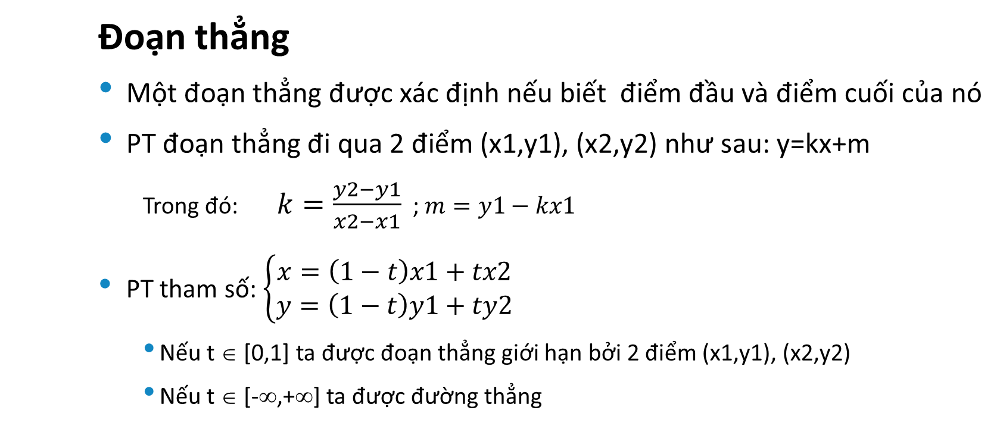 Đoạn thẳng
• Một đoạn thẳng được xác định nếu biết điểm đầu và điểm cuối của nó
• PT đoạn thẳng đi qua 2 điểm (x1,y1), (x2,y2) như sau: y=kx+m
Trong đó: k = \frac{y2−y1}{x2−x1} ; m = y1 − kx1
• PT tham số: { x = (1 − t)x1 + tx2
y = (1 − t)y1 + ty2
• Nếu t ∈ [0,1] ta được đoạn thẳng giới hạn bởi 2 điểm (x1,y1), (x2,y2)
• Nếu t ∈ [-∞,+∞] ta được đường thẳng